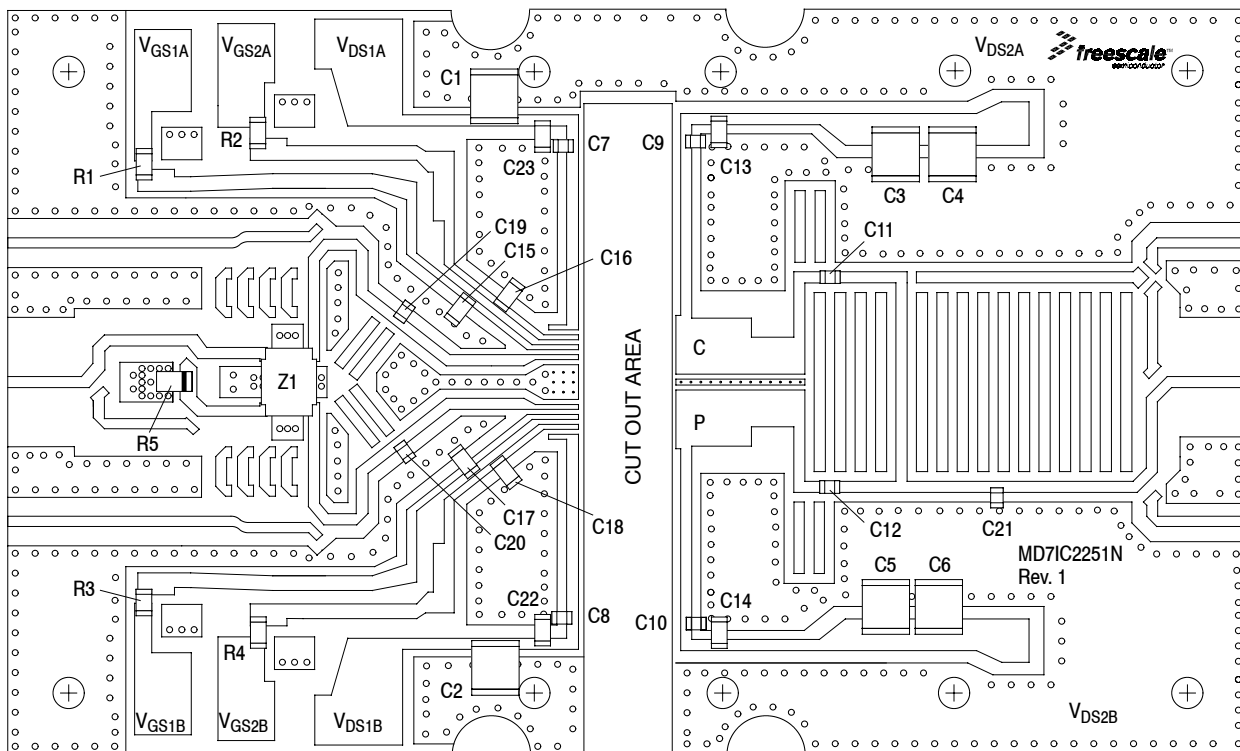 VGS1A
VGS2A
VDS1A
C1
VDS2A
freescale™
semiconductor
R1
R2
C23
C7
C9
C13
C3
C4
C19
C15
C16
C11
Z1
R5
CUT OUT AREA
C
P
C17
C18
C20
C12
C21
MD7IC2251N
Rev. 1
R3
R4
C22
C8
C10
C14
C5
C6
C2
VGS1B
VGS2B
VDS1B
VDS2B